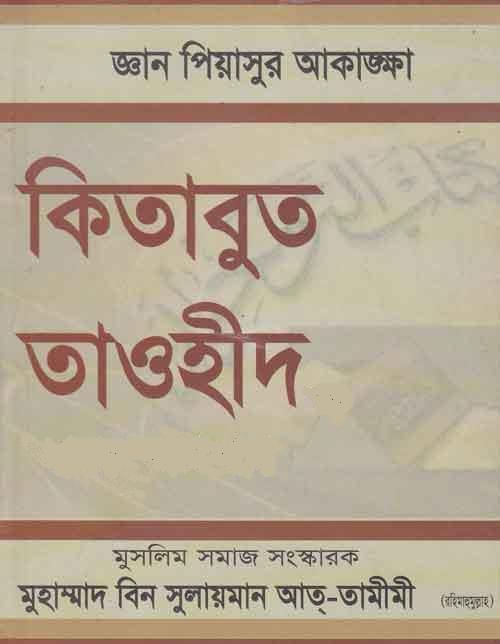 জ্ঞান পিয়াসুর আকাঙ্ক্ষা
কিতাবুত
তাওহীদ
মুসলিম সমাজ সংস্কারক
মুহাম্মাদ বিন সুলায়মান আত্-তামীমী (রহিমাহুমুল্লাহ)